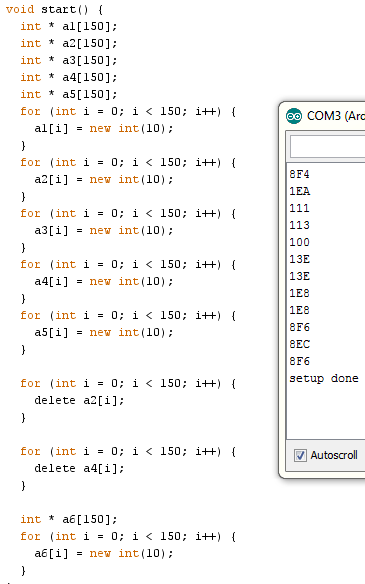 void start() {
int * a1[150];
int * a2[150];
int * a3[150];
int * a4[150];
int * a5[150];
for (int i = 0; i < 150; i++) {
a1[i] = new int(10);
}
for (int i = 0; i < 150; i++) {
a2[i] = new int(10);
}
for (int i = 0; i < 150; i++) {
a3[i] = new int(10);
}
for (int i = 0; i < 150; i++) {
a4[i] = new int(10);
}
for (int i = 0; i < 150; i++) {
a5[i] = new int(10);
}
for (int i = 0; i < 150; i++) {
delete a2[i];
}
for (int i = 0; i < 150; i++) {
delete a4[i];
}
int * a6[150];
for (int i = 0; i < 150; i++) {
a6[i] = new int(10);
}
COM3 (Arc
8F4
1EA
111
113
100
13E
13E
1E8
1E8
8F6
8EC
8F6
setup done
Autoscroll